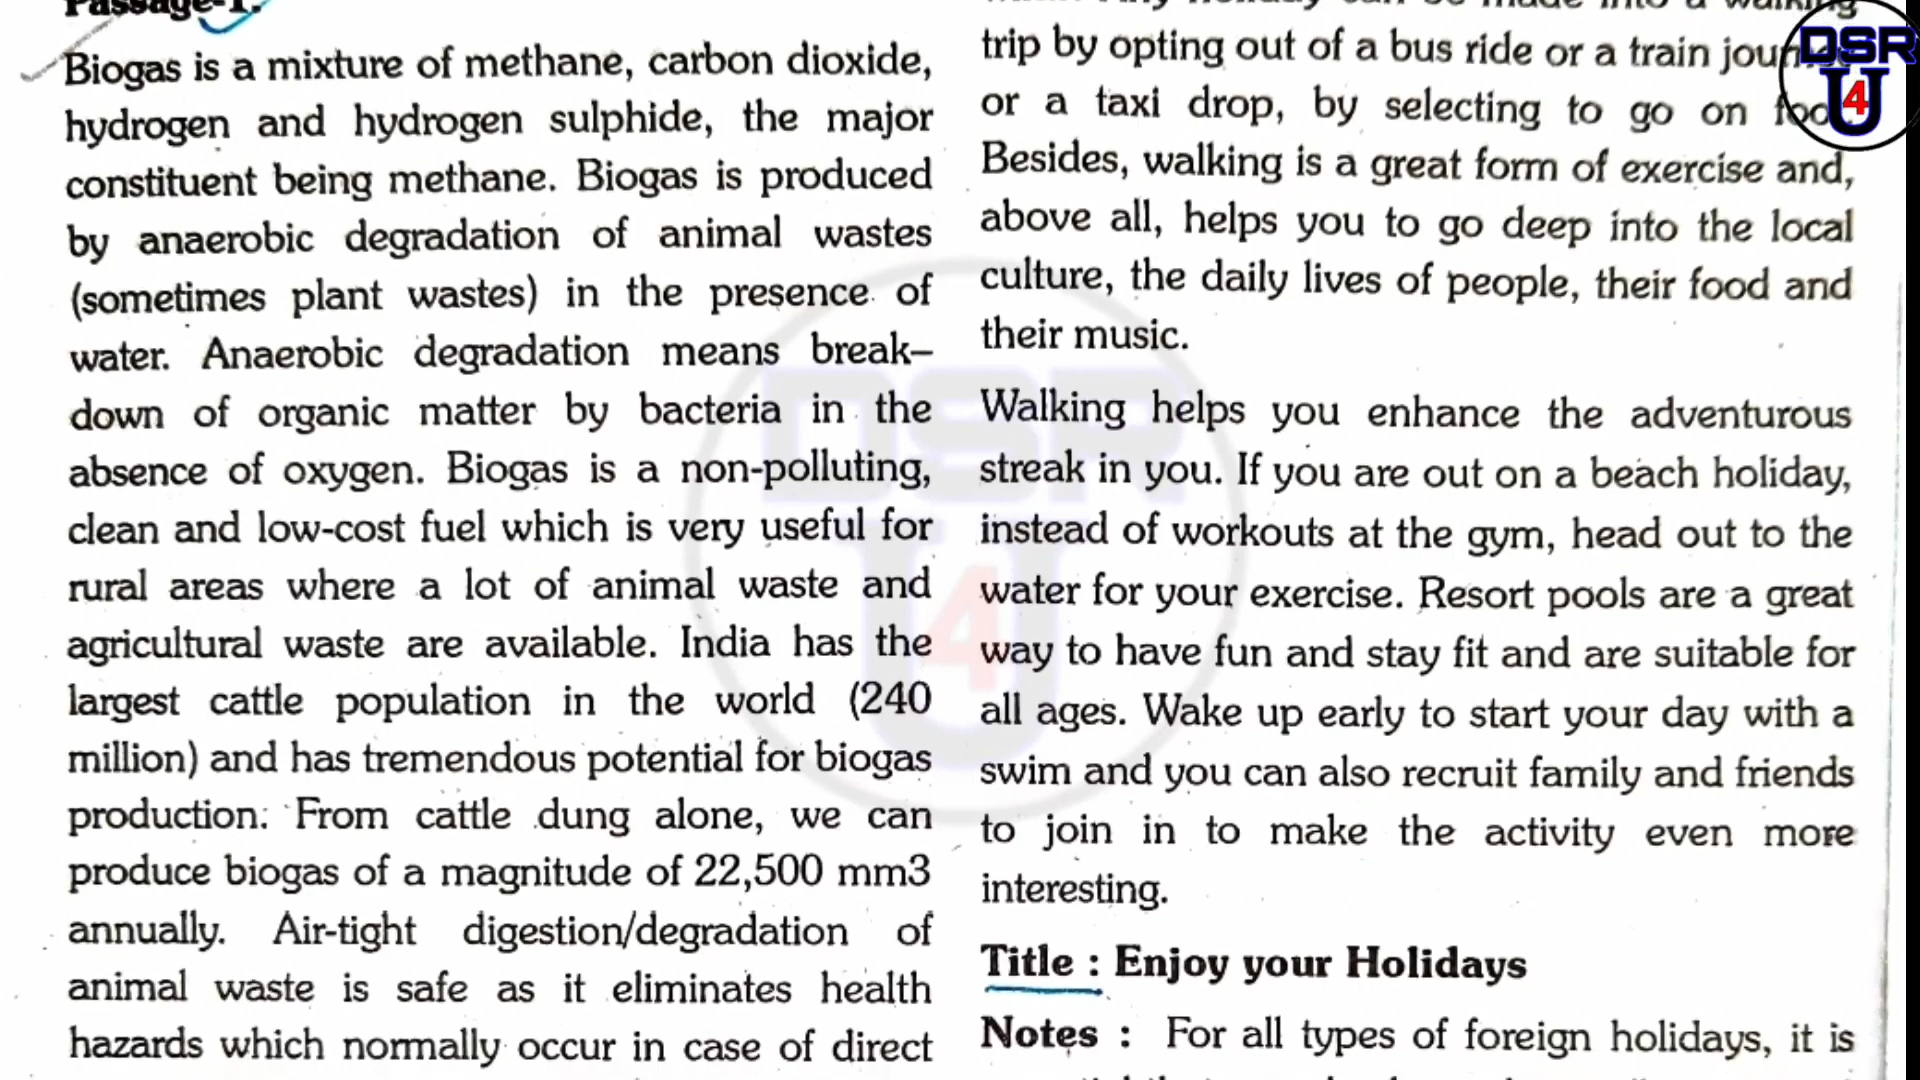 Passage-1.
Biogas is a mixture of methane, carbon dioxide,
hydrogen and hydrogen sulphide, the major
constituent being methane. Biogas is produced
by anaerobic degradation of animal wastes
(sometimes plant wastes) in the presence of
water. Anaerobic degradation means break–
down of organic matter by bacteria in the
absence of oxygen. Biogas is a non-polluting,
clean and low-cost fuel which is very useful for
rural areas where a lot of animal waste and
agricultural waste are available. India has the
largest cattle population in the world (240
million) and has tremendous potential for biogas
production. From cattle dung alone, we can
produce biogas of a magnitude of 22,500 mm3
annually. Air-tight digestion/degradation of
animal waste is safe as it eliminates health
hazards which normally occur in case of direct
Any holiday can be made into a walking
trip by opting out of a bus ride or a train
or a taxi drop, by selecting to go on
Besides, walking is a great form of exercise and,
above all, helps you to go deep into the local
culture, the daily lives of people, their food and
their music.
Walking helps you enhance the adventurous
streak in you. If you are out on a beach holiday,
instead of workouts at the gym, head out to the
water for your exercise. Resort pools are a great
way to have fun and stay fit and are suitable for
all ages. Wake up early to start your day with a
swim and you can also recruit family and friends
to join in to make the activity even more
interesting.
Title : Enjoy your Holidays
Notes : For all types of foreign holidays, it is
DSR
U
4
DSR
U
4